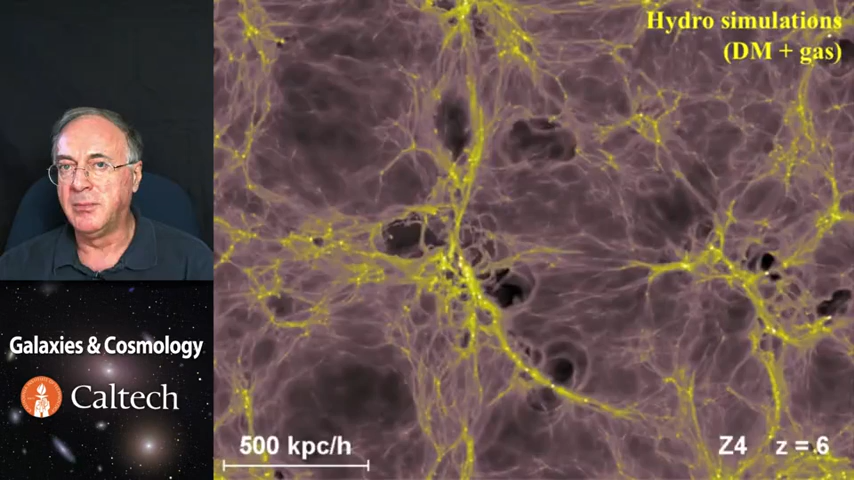 Hydro simulations
(DM + gas)
Galaxies & Cosmology
Caltech
500 kpc/h
Z4 z = 6